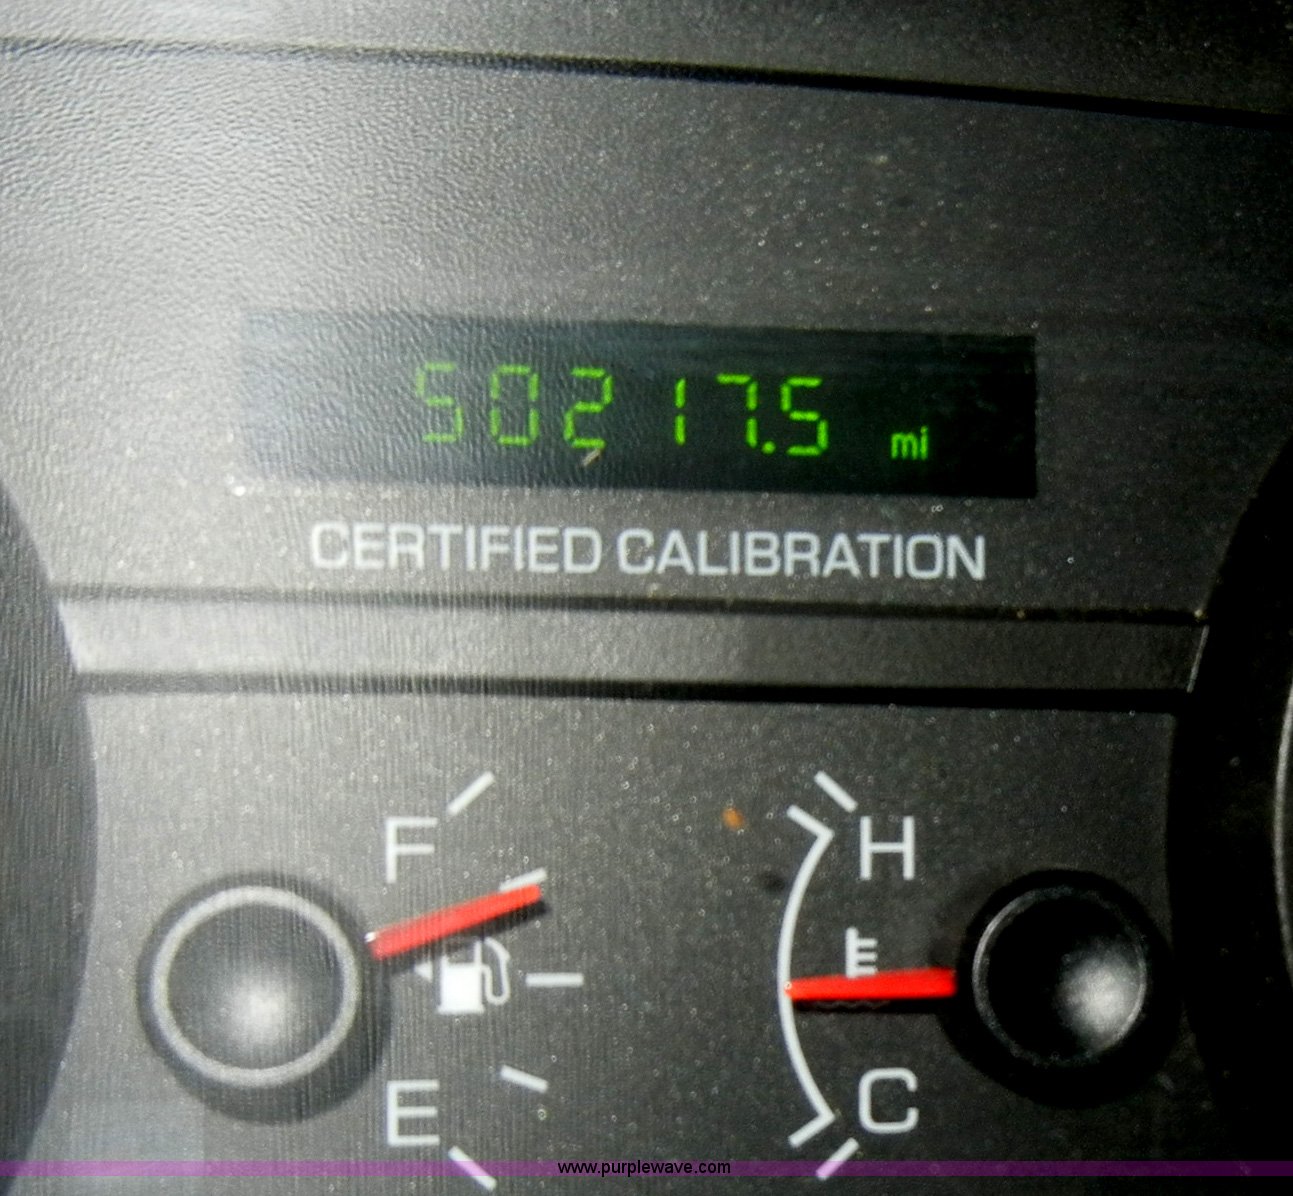 50217.5 mi
CERTIFIED CALIBRATION
F H
E C
www.purplewave.com